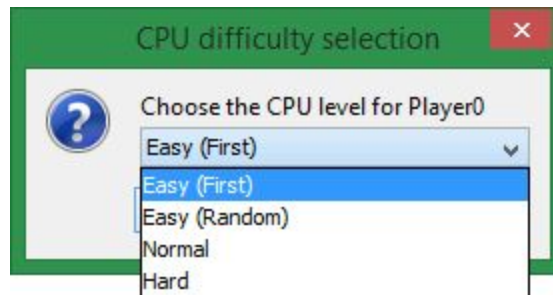 CPU difficulty selection
Choose the CPU level for Player0
Easy (First)
Easy (First)
Easy (Random)
Normal
Hard